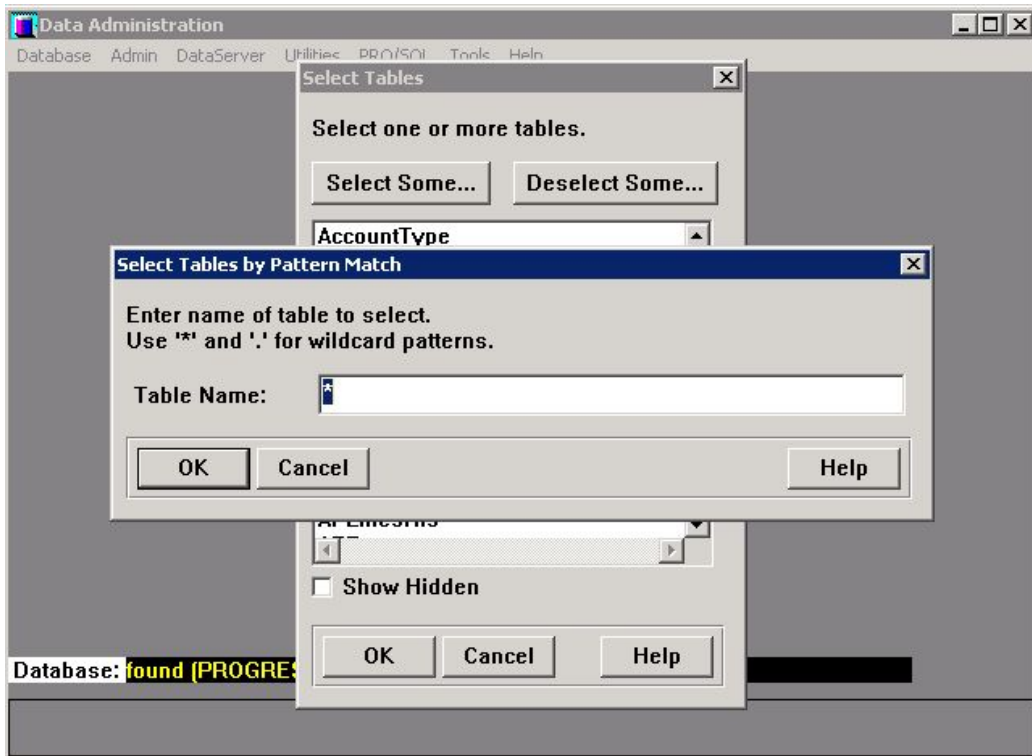 Data Administration
Database Admin DataServer Utilities PRO/SQL Tools Help
Select Tables
Select one or more tables.
Select Some... Deselect Some...
AccountType
Select Tables by Pattern Match
Enter name of table to select.
Use '*' and '.' for wildcard patterns.
Table Name: *
OK Cancel Help
Show Hidden
OK Cancel Help
Database: found (PROGRES